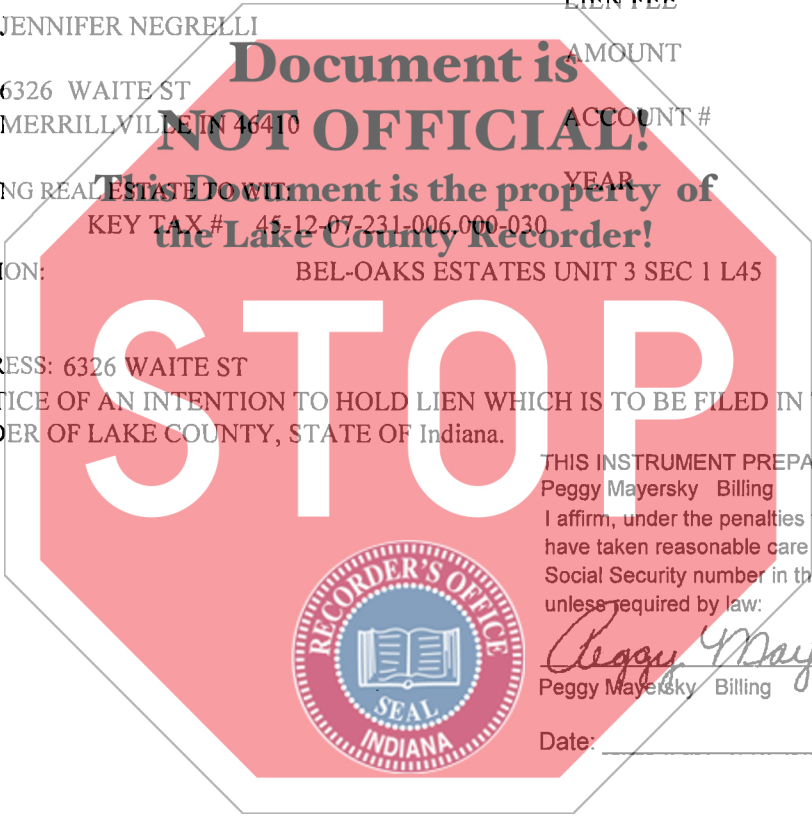 LIEN FEE
JENNIFER NEGRELLI
Document is
AMOUNT
6326 WAITE ST
NOT OFFICIAL!
ACCOUNT #
MERRILLVILLE IN 46410
YEAR
NG REAL ESTATE TO WIT:
This Document is the property of
KEY TAX # 45-12-07-231-006.000-030
the Lake County Recorder!
ION: BEL-OAKS ESTATES UNIT 3 SEC 1 L45
STOP
RESS: 6326 WAITE ST
TICE OF AN INTENTION TO HOLD LIEN WHICH IS TO BE FILED IN
DER OF LAKE COUNTY, STATE OF Indiana.
THIS INSTRUMENT PREPA
Peggy Mayersky Billing
I affirm, under the penalties
have taken reasonable care
Social Security number in th
unless required by law:
Peggy May
Peggy Mayersky Billing
Date:
RECORDER'S OFFICE
SEAL
INDIANA